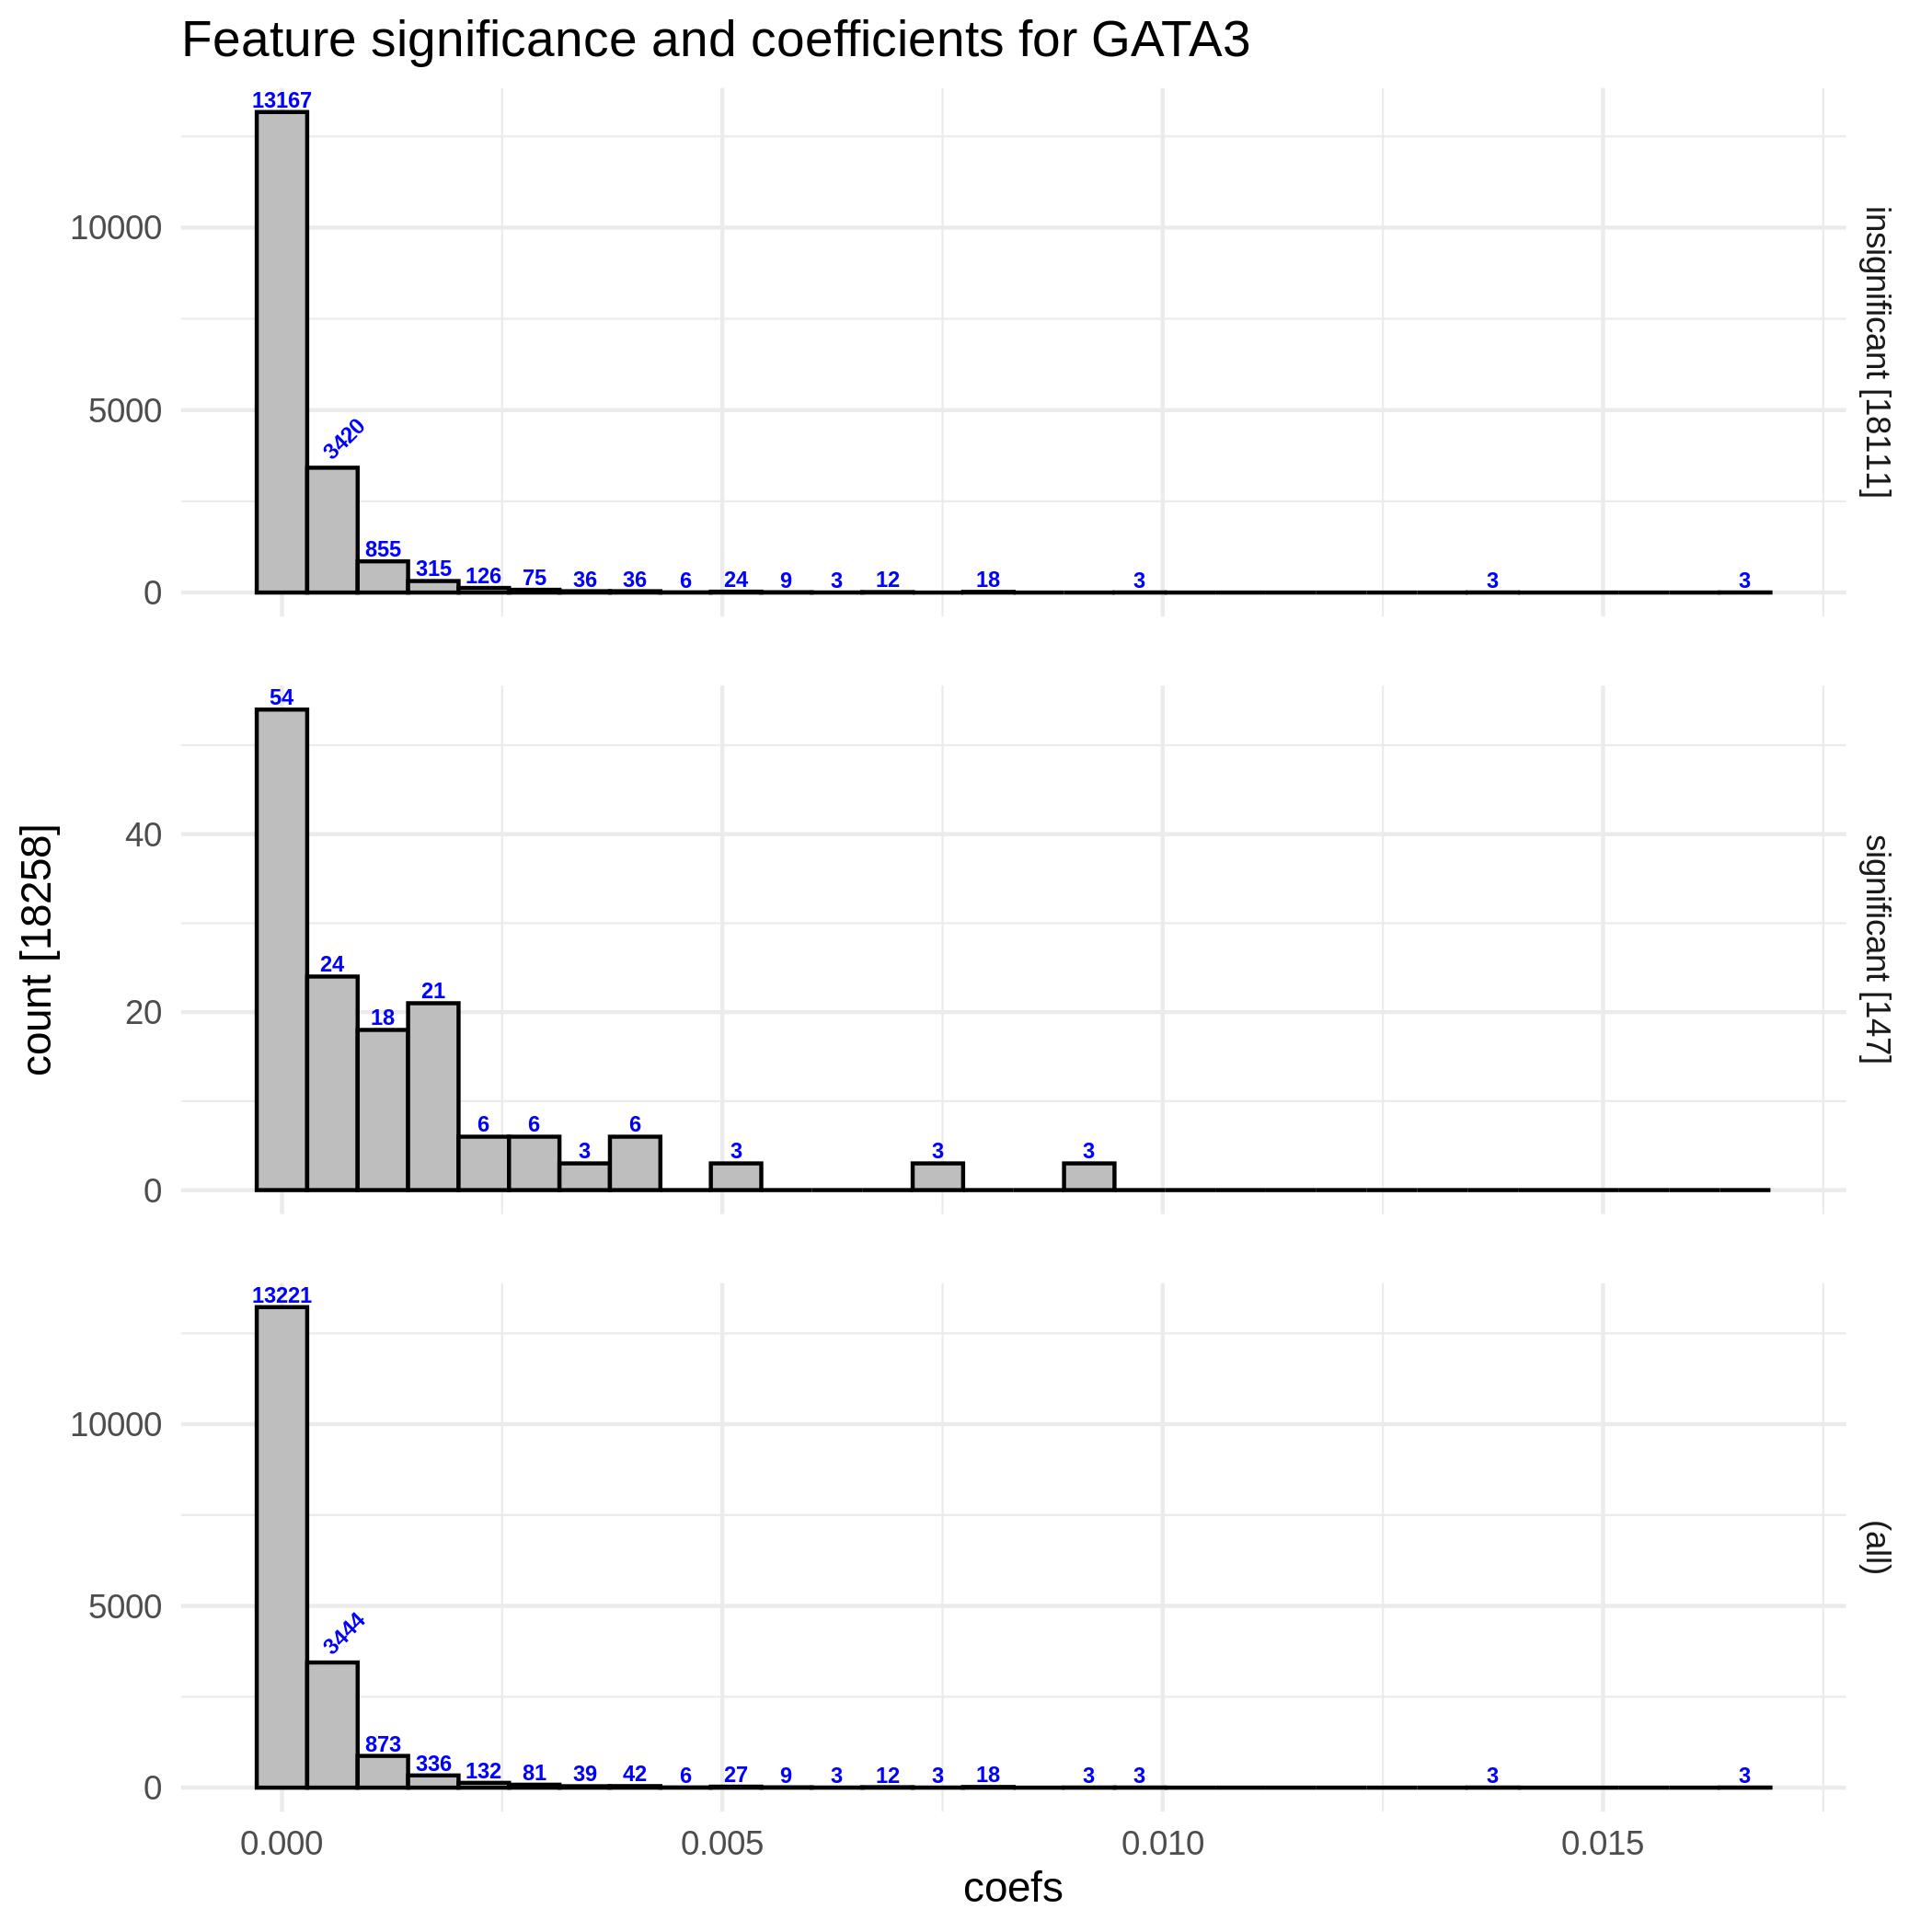 Feature significance and coefficients for GATA3
13167
10000
5000
0
3420
855 315 126 75 36 36 6 24 9 3 12 18 3 3 3
insignificant [18111]
count [18258]
54
40
20
0
24
18
21
6 6 3 6 3 3 3
significant [147]
13221
10000
5000
0
3444
873 336 132 81 39 42 6 27 9 3 12 3 18 3 3 3 3
(all)
0.000 0.005 0.010 0.015
coefs